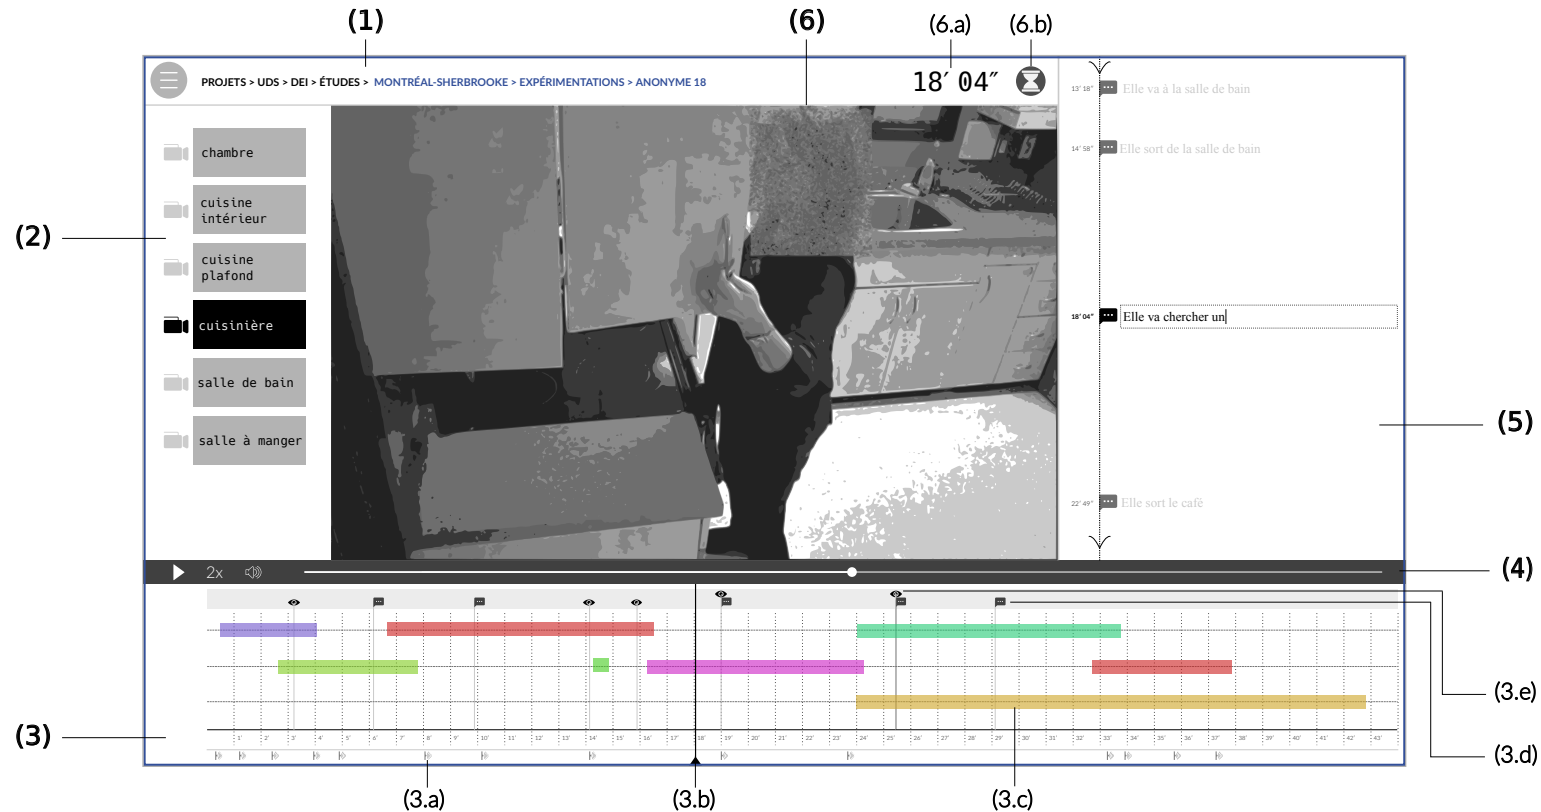 (1)
(6)
(6.a)
(6.b)
PROJETS > UDS > DEI > ÉTUDES > MONTRÉAL-SHERBROOKE > EXPÉRIMENTATIONS > ANONYME 18
18′ 04″
13' 18" Elle va à la salle de bain
14' 58" Elle sort de la salle de bain
chambre
cuisine
intérieur
cuisine
plafond
cuisinière
salle de bain
salle à manger
(2)
18' 04" Elle va chercher un
(5)
22' 49" Elle sort le café
2x
(4)
(3)
1' 2' 3' 4' 5' 6' 7' 8' 9' 10' 11' 12' 13' 14' 15' 16' 17' 18' 19' 20' 21' 22' 23' 24' 25' 26' 27' 28' 29' 30' 31' 32' 33' 34' 35' 36' 37' 38' 39' 40' 41' 42' 43'
(3.e)
(3.d)
(3.a)
(3.b)
(3.c)